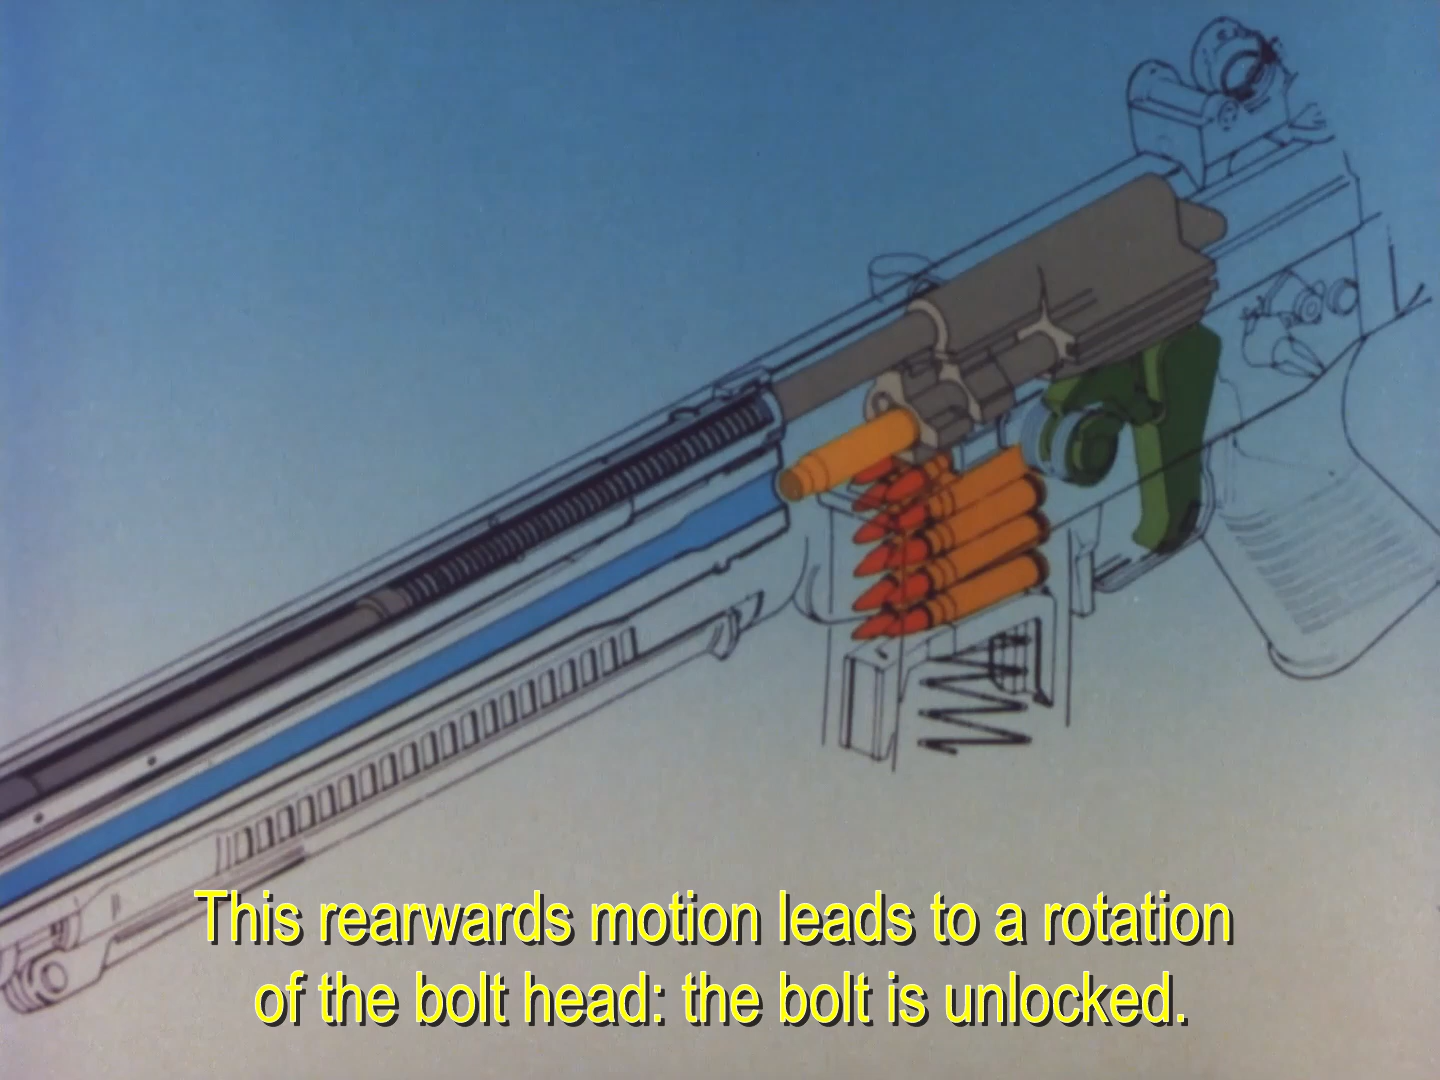 This rearwards motion leads to a rotation
of the bolt head: the bolt is unlocked.